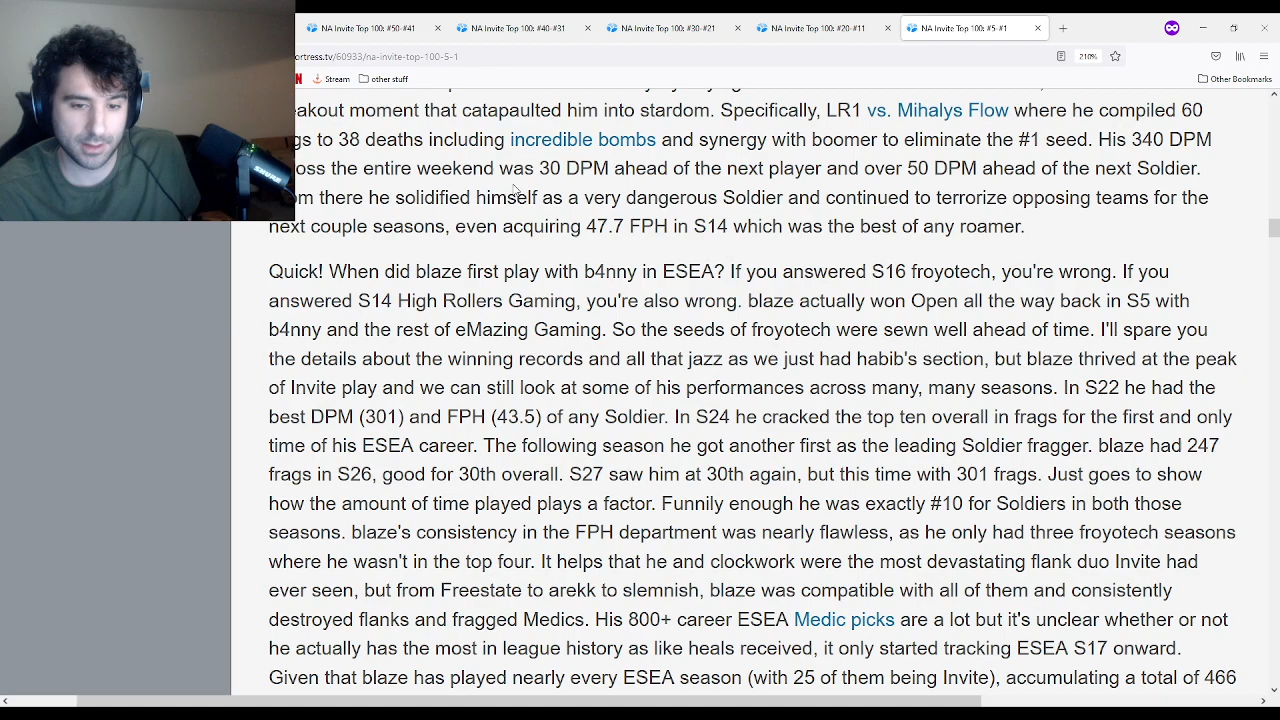 NA Invite Top 100: #50-#41
NA Invite Top 100: #40-#31
NA Invite Top 100: #30-#21
NA Invite Top 100: #20-#11
NA Invite Top 100: #5-#1
ortress.tv/60933/na-invite-top-100-5-1
210%
Stream
other stuff
Other Bookmarks
eakout moment that catapulted him into stardom. Specifically, LR1 vs. Mihalys Flow where he compiled 60
gs to 38 deaths including incredible bombs and synergy with boomer to eliminate the #1 seed. His 340 DPM
oss the entire weekend was 30 DPM ahead of the next player and over 50 DPM ahead of the next Soldier.
om there he solidified himself as a very dangerous Soldier and continued to terrorize opposing teams for the
next couple seasons, even acquiring 47.7 FPH in S14 which was the best of any roamer.
Quick! When did blaze first play with b4nny in ESEA? If you answered S16 froyotech, you're wrong. If you
answered S14 High Rollers Gaming, you're also wrong. blaze actually won Open all the way back in S5 with
b4nny and the rest of eMazing Gaming. So the seeds of froyotech were sewn well ahead of time. I'll spare you
the details about the winning records and all that jazz as we just had habib's section, but blaze thrived at the peak
of Invite play and we can still look at some of his performances across many, many seasons. In S22 he had the
best DPM (301) and FPH (43.5) of any Soldier. In S24 he cracked the top ten overall in frags for the first and only
time of his ESEA career. The following season he got another first as the leading Soldier fragger. blaze had 247
frags in S26, good for 30th overall. S27 saw him at 30th again, but this time with 301 frags. Just goes to show
how the amount of time played plays a factor. Funnily enough he was exactly #10 for Soldiers in both those
seasons. blaze's consistency in the FPH department was nearly flawless, as he only had three froyotech seasons
where he wasn't in the top four. It helps that he and clockwork were the most devastating flank duo Invite had
ever seen, but from Freestate to arekk to slemnish, blaze was compatible with all of them and consistently
destroyed flanks and fragged Medics. His 800+ career ESEA Medic picks are a lot but it's unclear whether or not
he actually has the most in league history as like heals received, it only started tracking ESEA S17 onward.
Given that blaze has played nearly every ESEA season (with 25 of them being Invite), accumulating a total of 466